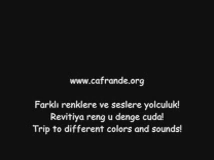 www.cafrande.org
Farklı renklere ve seslere yolculuk!
Revitiya reng u denge cuda!
Trip to different colors and sounds!